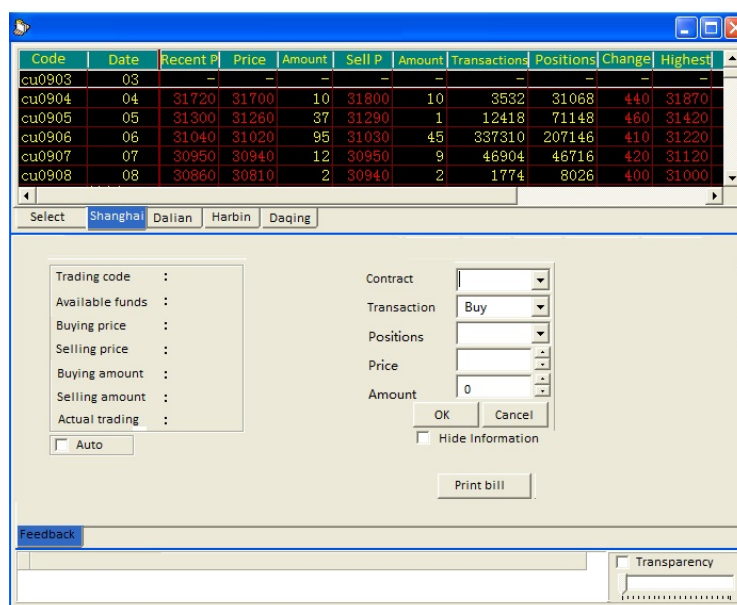 Code Date Recent P Price Amount Sell P Amount Transactions Positions Change Highest
cu0903 03 – – – – – – – – –
cu0904 04 31720 31700 10 31800 10 3532 31068 440 31870
cu0905 05 31300 31260 37 31290 1 12418 71148 460 31420
cu0906 06 31040 31020 95 31030 45 337310 207146 410 31220
cu0907 07 30950 30940 12 30950 9 46904 46716 420 31120
cu0908 08 30860 30810 2 30940 2 1774 8026 400 31000
Select Shanghai Dalian Harbin Daqing
Trading code :
Available funds :
Buying price :
Selling price :
Buying amount :
Selling amount :
Actual trading :
Auto
Contract
Transaction Buy
Positions
Price
Amount 0
OK Cancel
Hide Information
Print bill
Feedback
Transparency